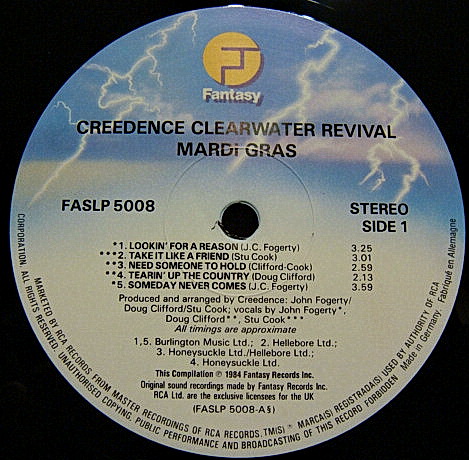 Fantasy
CREEDENCE CLEARWATER REVIVAL
MARDI GRAS
FASLP 5008
STEREO
SIDE 1
*1. LOOKIN' FOR A REASON (J.C. Fogerty) 3.25
***2. TAKE IT LIKE A FRIEND (Stu Cook) 3.01
***3. NEED SOMEONE TO HOLD (Clifford-Cook) 2.59
**4. TEARIN' UP THE COUNTRY (Doug Clifford) 2.13
*5. SOMEDAY NEVER COMES (J.C. Fogerty) 3.59
Produced and arranged by Creedence: John Fogerty/
Doug Clifford/Stu Cook; vocals by John Fogerty*,
Doug Clifford**, Stu Cook***
All timings are approximate
1,5. Burlington Music Ltd.; 2. Hellebore Ltd.;
3. Honeysuckle Ltd./Hellebore Ltd.;
4. Honeysuckle Ltd.
This Compilation ℗ 1984 Fantasy Records Inc.
Original sound recordings made by Fantasy Records Inc.
RCA Ltd. are the exclusive licensees for the UK
(FASLP 5008-A§)
MARKETED BY RCA RECORDS FROM MASTER RECORDINGS OF RCA RECORDS. TM(S) ® MARCA(S) REGISTRADA(S) USED BY AUTHORITY OF RCA
CORPORATION. ALL RIGHTS RESERVED. UNAUTHORISED COPYING, PUBLIC PERFORMANCE AND BROADCASTING OF THIS RECORD FORBIDDEN Made in Germany. Fabriqué en Allemagne